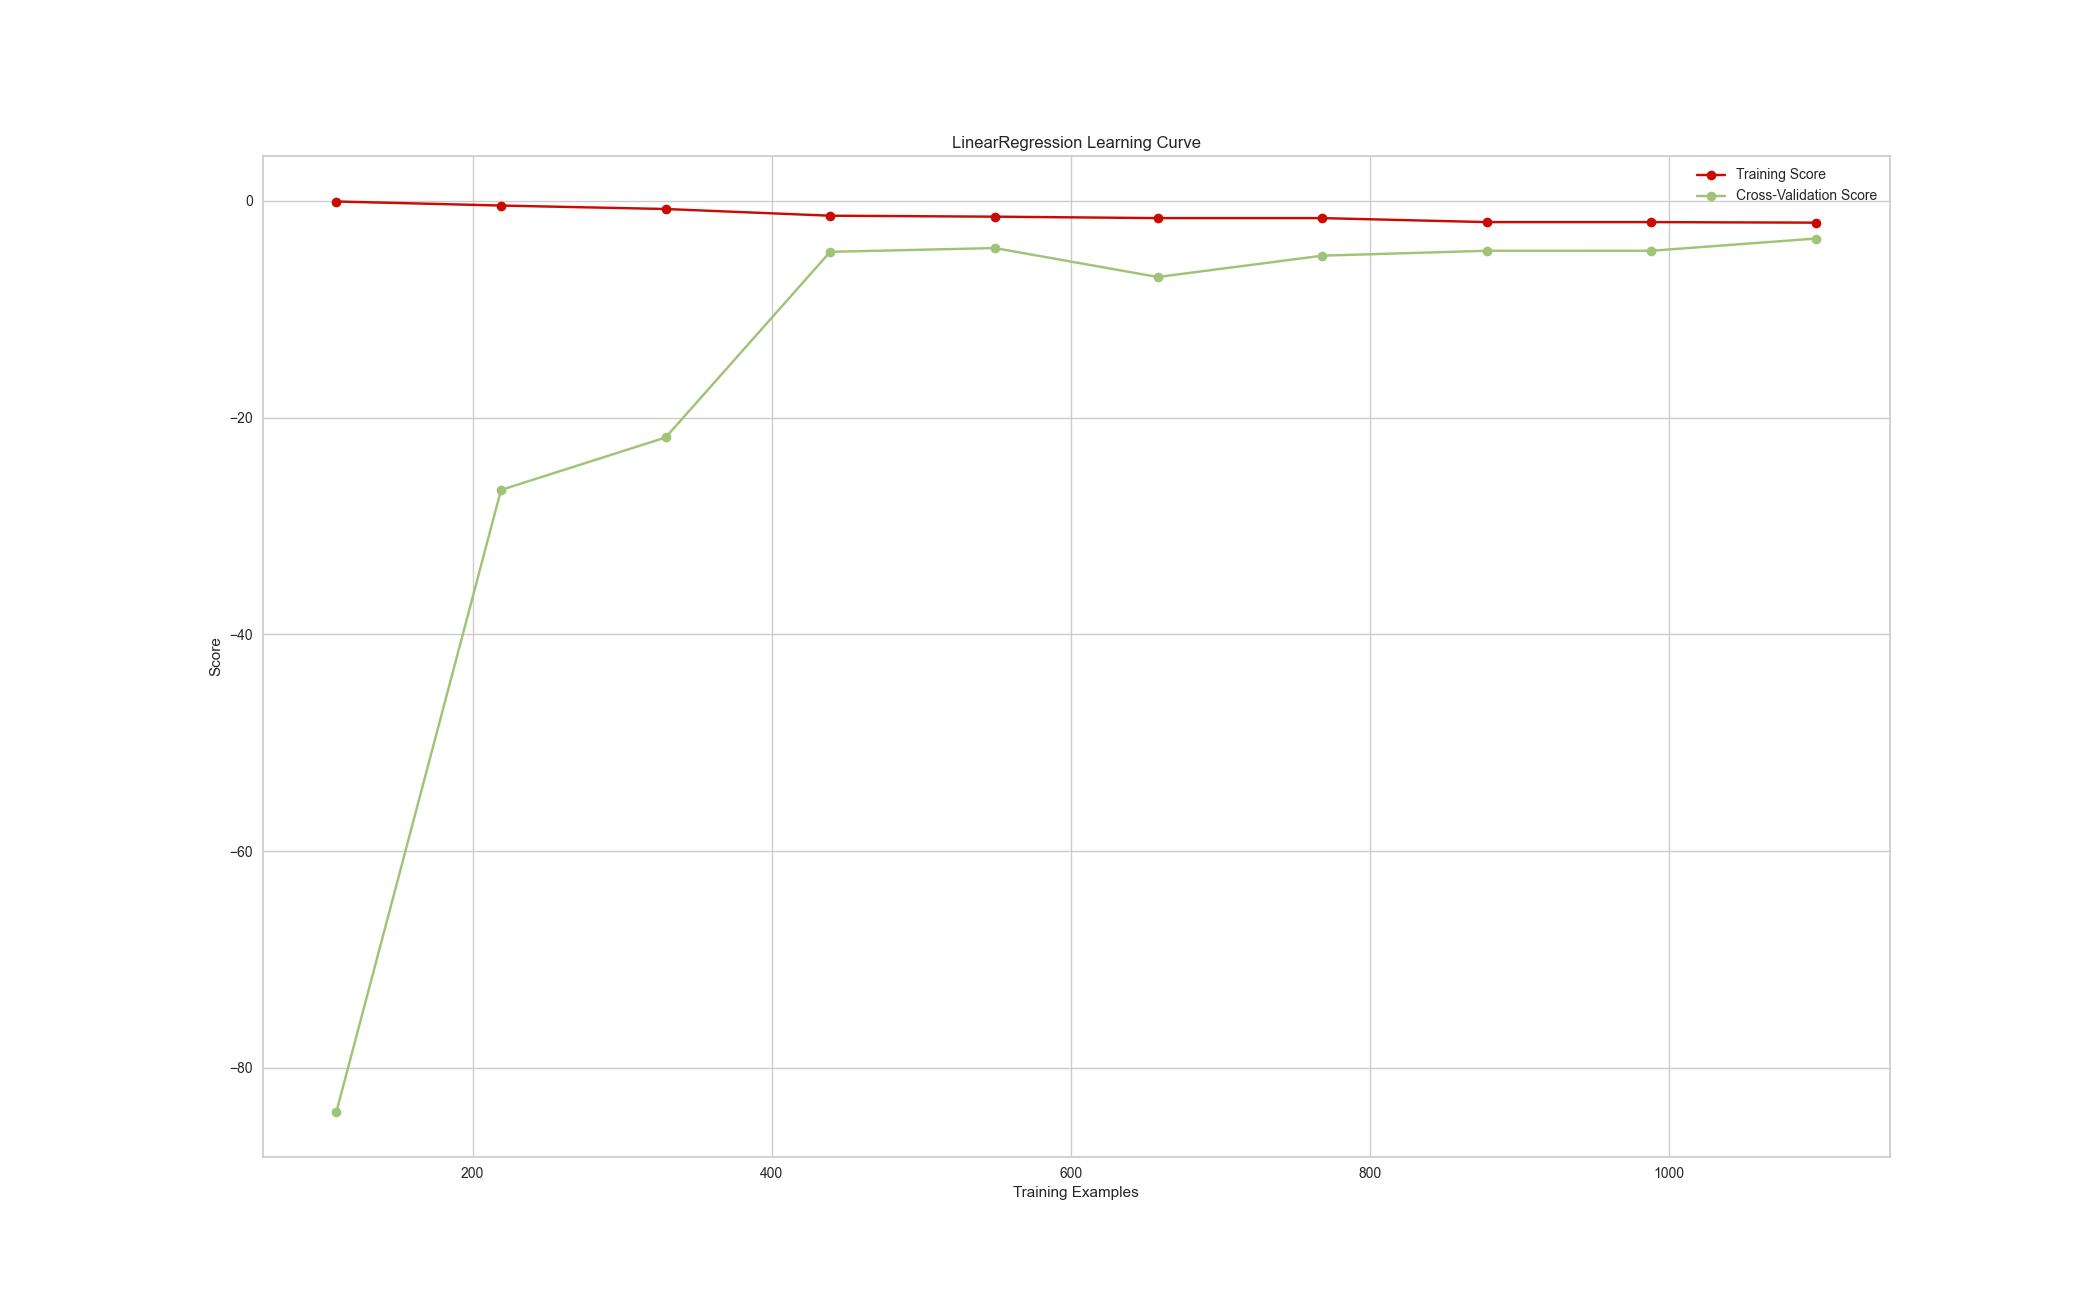 LinearRegression Learning Curve
Training Score
Cross-Validation Score
0
−20
−40
−60
−80
Score
200 400 600 800 1000
Training Examples